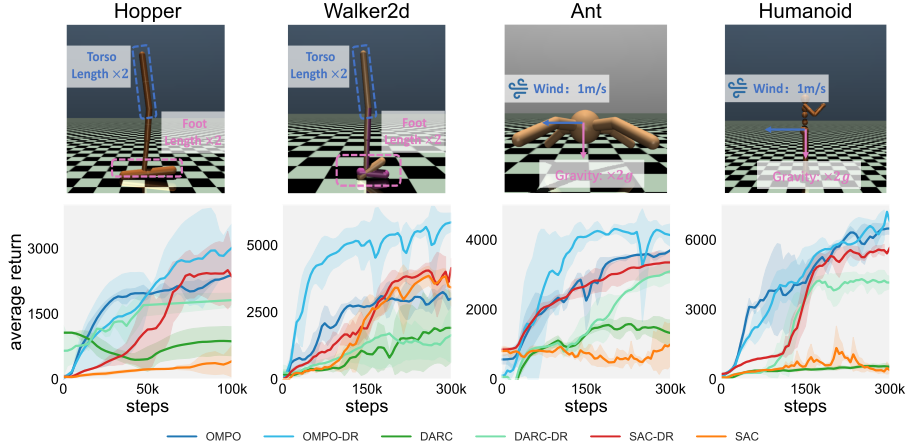 Hopper
Walker2d
Ant
Humanoid
Torso
Length ×2
Foot
Length ×2
Torso
Length ×2
Foot
Length ×2
Wind： 1m/s
Gravity: ×2g
Wind： 1m/s
Gravity: ×2g
average return
3000
1500
0
0
50k
100k
steps
5000
2500
0
0
150k
300k
steps
4000
2000
0
0
150k
300k
steps
6000
3000
0
0
150k
300k
steps
OMPO
OMPO-DR
DARC
DARC-DR
SAC-DR
SAC